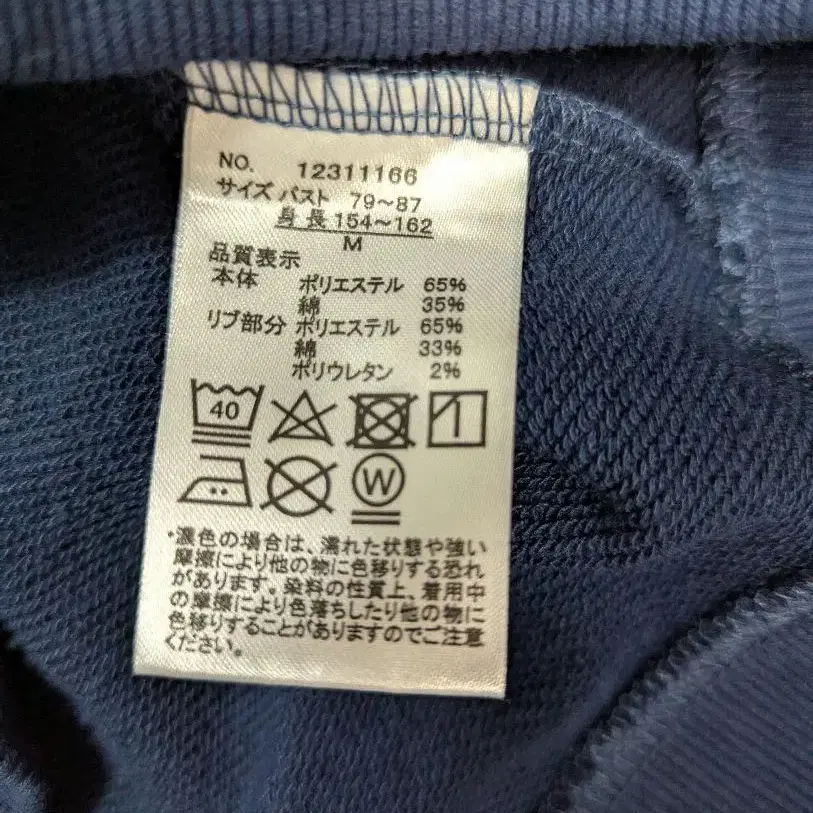 NO. 12311166
サイズ バスト 79～87
身長 154～162
M
品質表示
本体 ポリエステル 65%
綿 35%
リブ部分 ポリエステル 65%
綿 33%
ポリウレタン 2%
40
W
*濃色の場合は、濡れた状態や強い
摩擦により他の物に色移りする恐れ
があります。染料の性質上、着用中
の摩擦により色落ちしたり他の物に
色移りすることがありますのでご注意
ください。